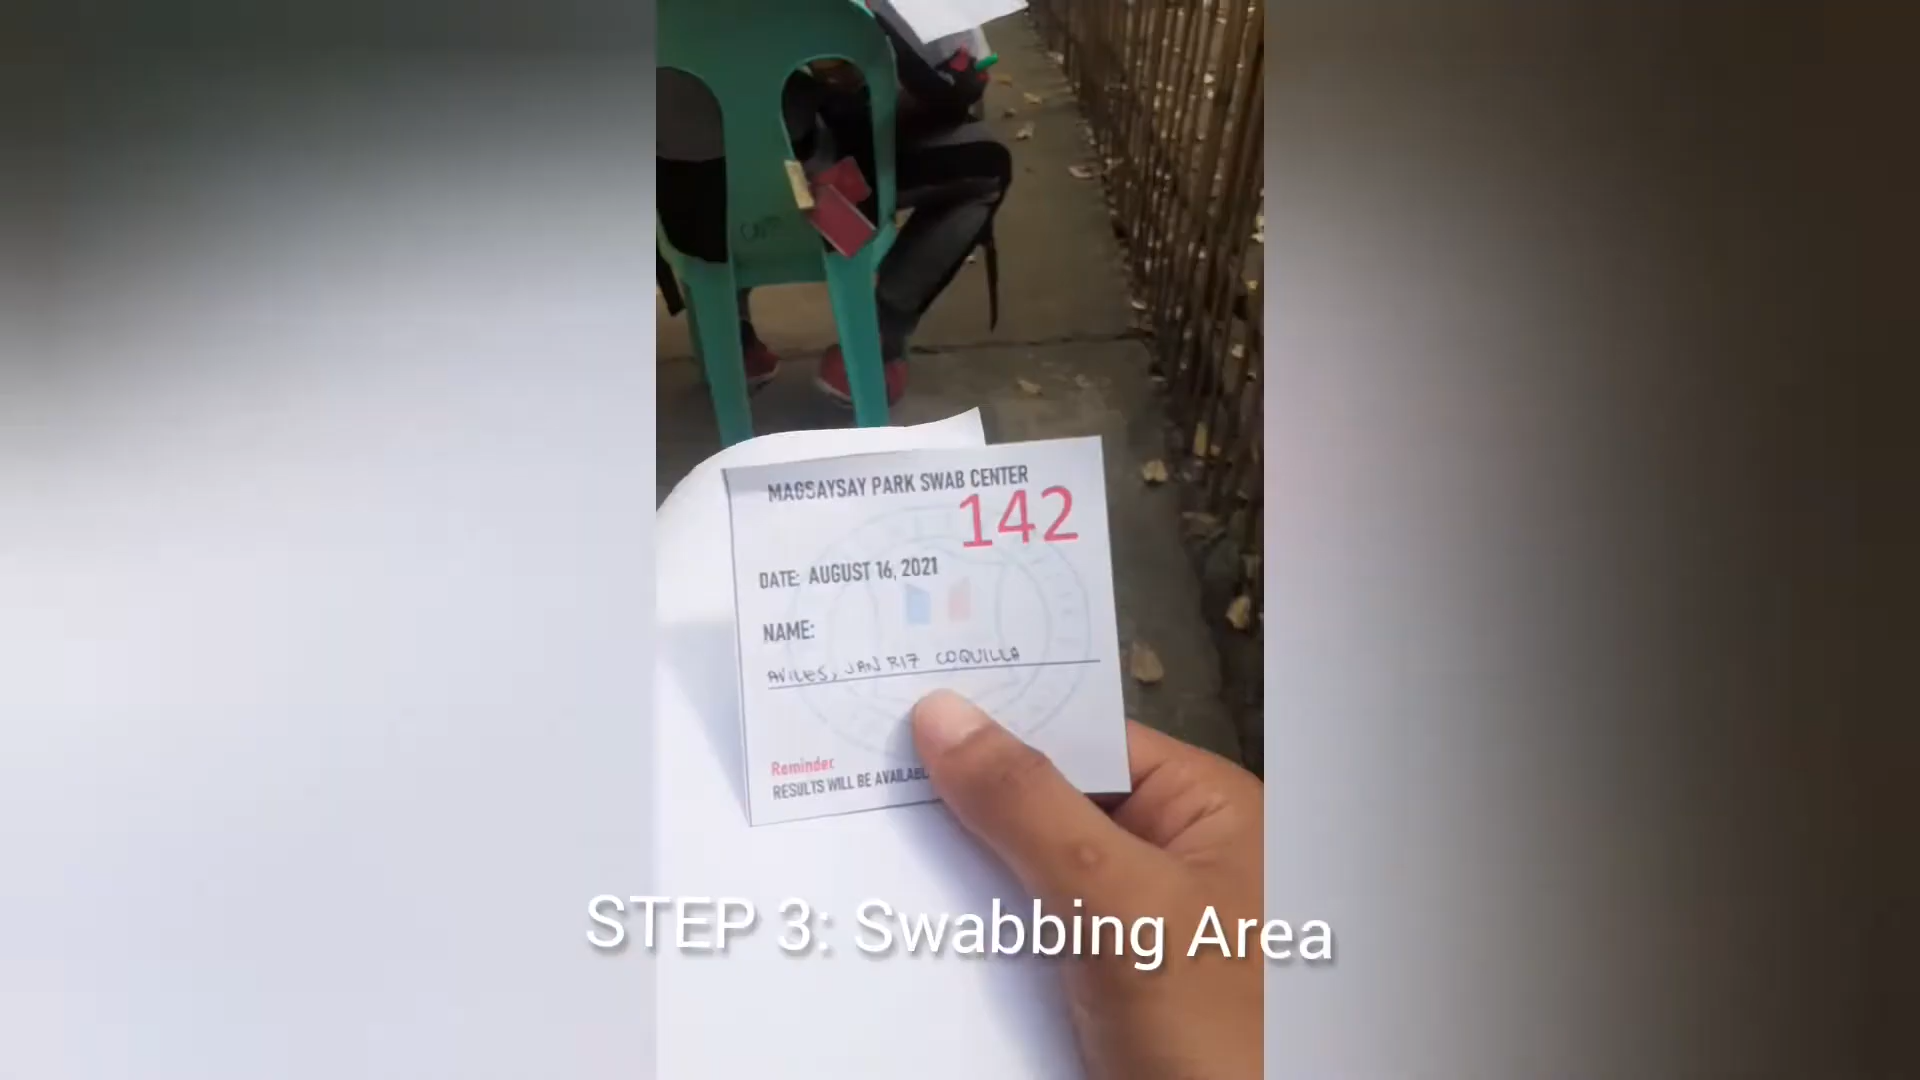 MAGSAYSAY PARK SWAB CENTER
142
DATE: AUGUST 16, 2021
NAME:
AVILES, JAN RIZ COQUILLA
Reminder
RESULTS WILL BE AVAILABL
STEP 3: Swabbing Area